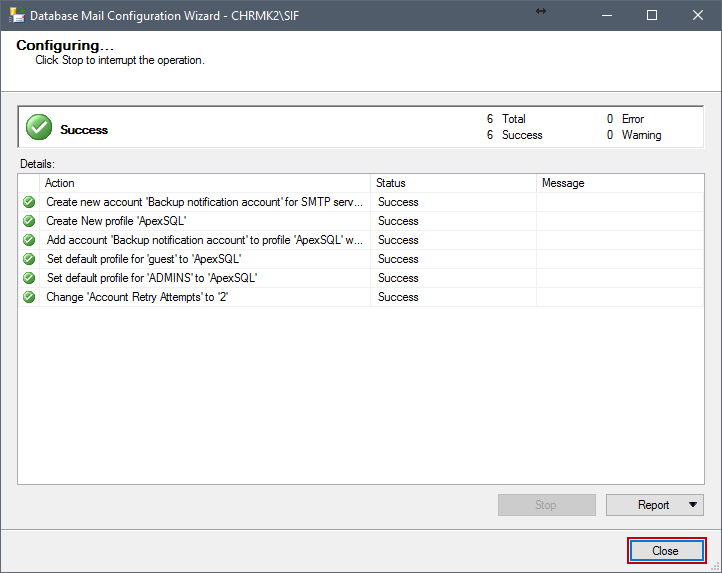 Database Mail Configuration Wizard - CHRMK2\SIF
Configuring...
Click Stop to interrupt the operation.
Success
6 Total 0 Error
6 Success 0 Warning
Details:
Action Status Message
Create new account 'Backup notification account' for SMTP serv... Success
Create New profile 'ApexSQL' Success
Add account 'Backup notification account' to profile 'ApexSQL' w... Success
Set default profile for 'guest' to 'ApexSQL' Success
Set default profile for 'ADMINS' to 'ApexSQL' Success
Change 'Account Retry Attempts' to '2' Success
Stop Report
Close